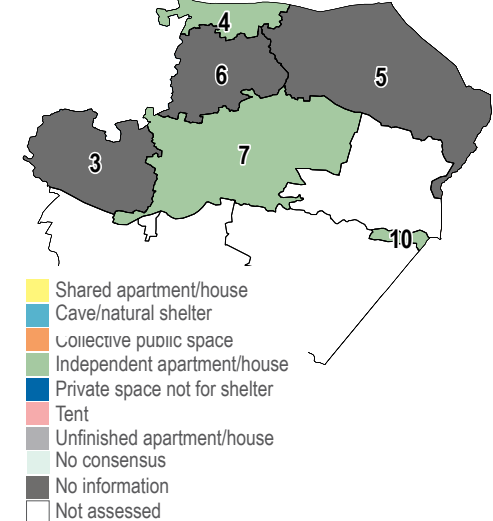 4
6
5
3
7
10
Shared apartment/house
Cave/natural shelter
Collective public space
Independent apartment/house
Private space not for shelter
Tent
Unfinished apartment/house
No consensus
No information
Not assessed